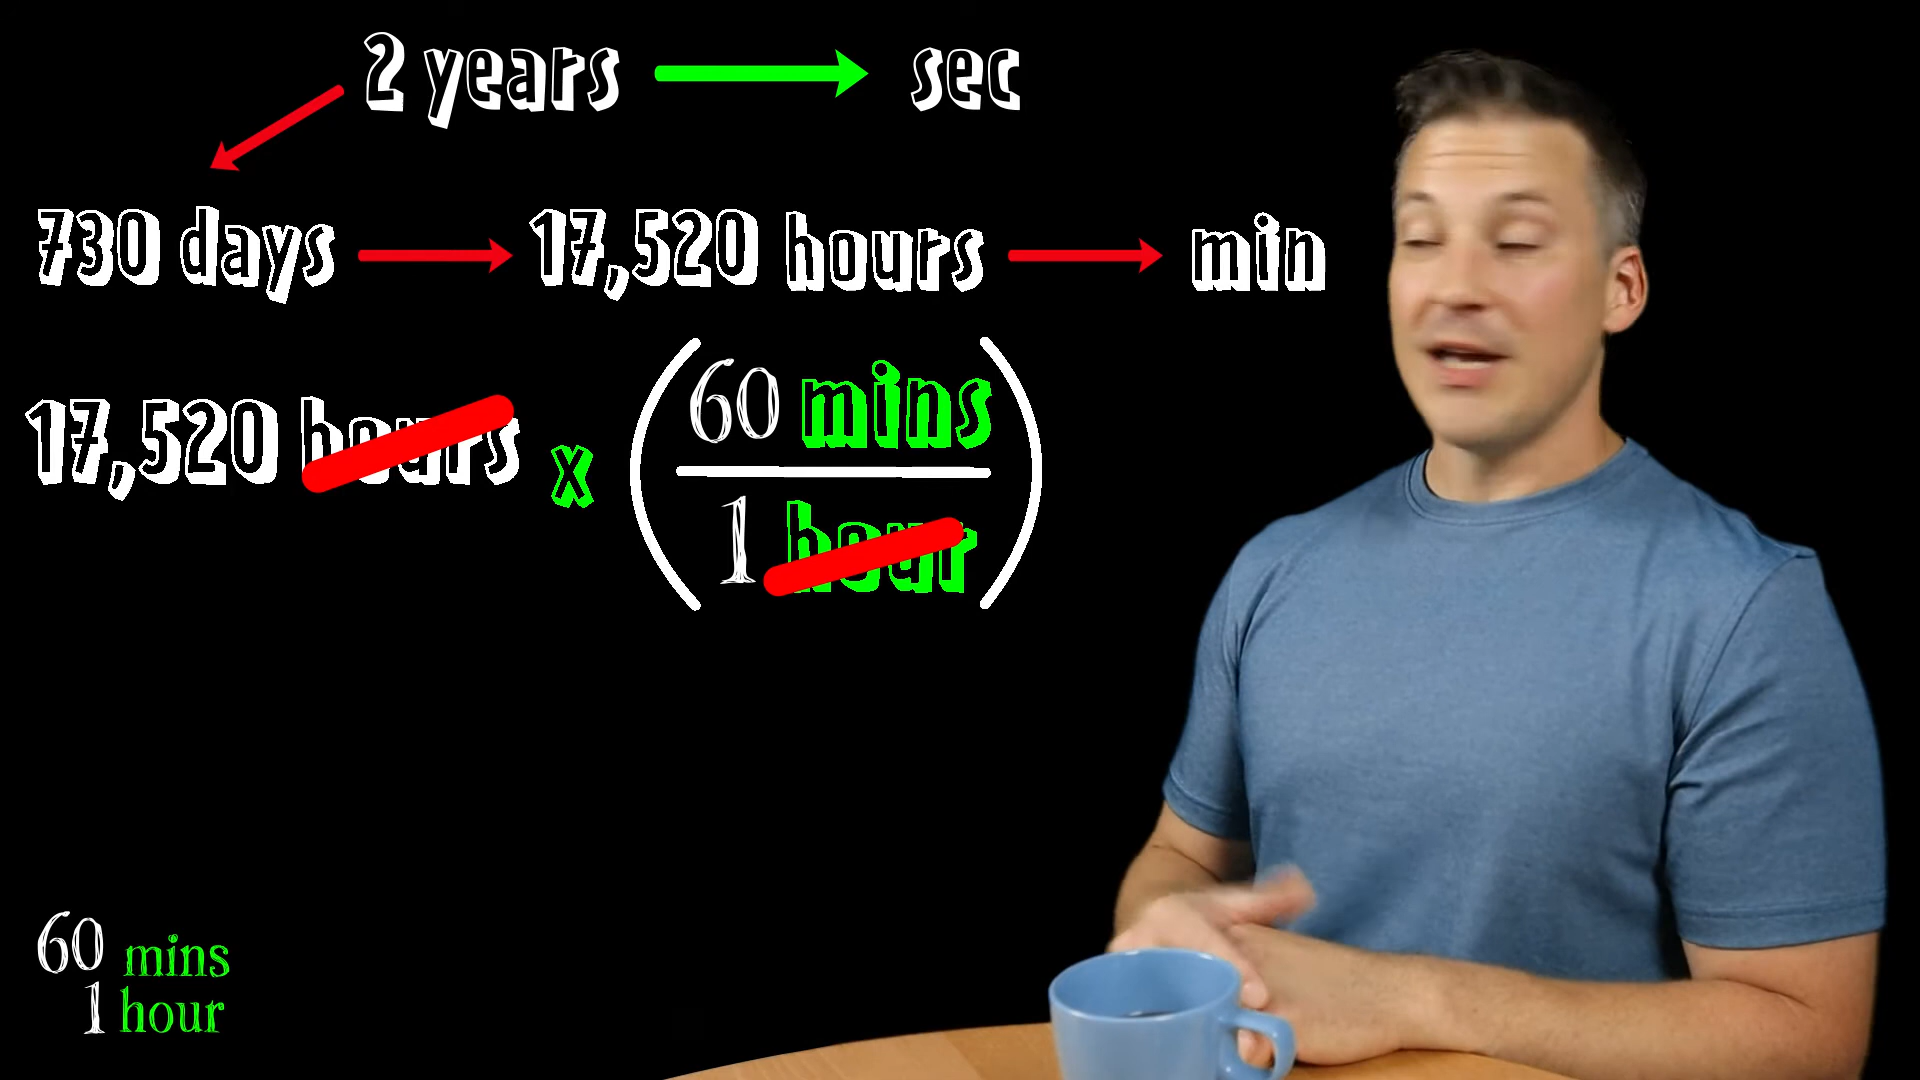 2 years sec
730 days 17,520 hours min
17,520 hours x (60 mins
1 hour)
60 mins
1 hour